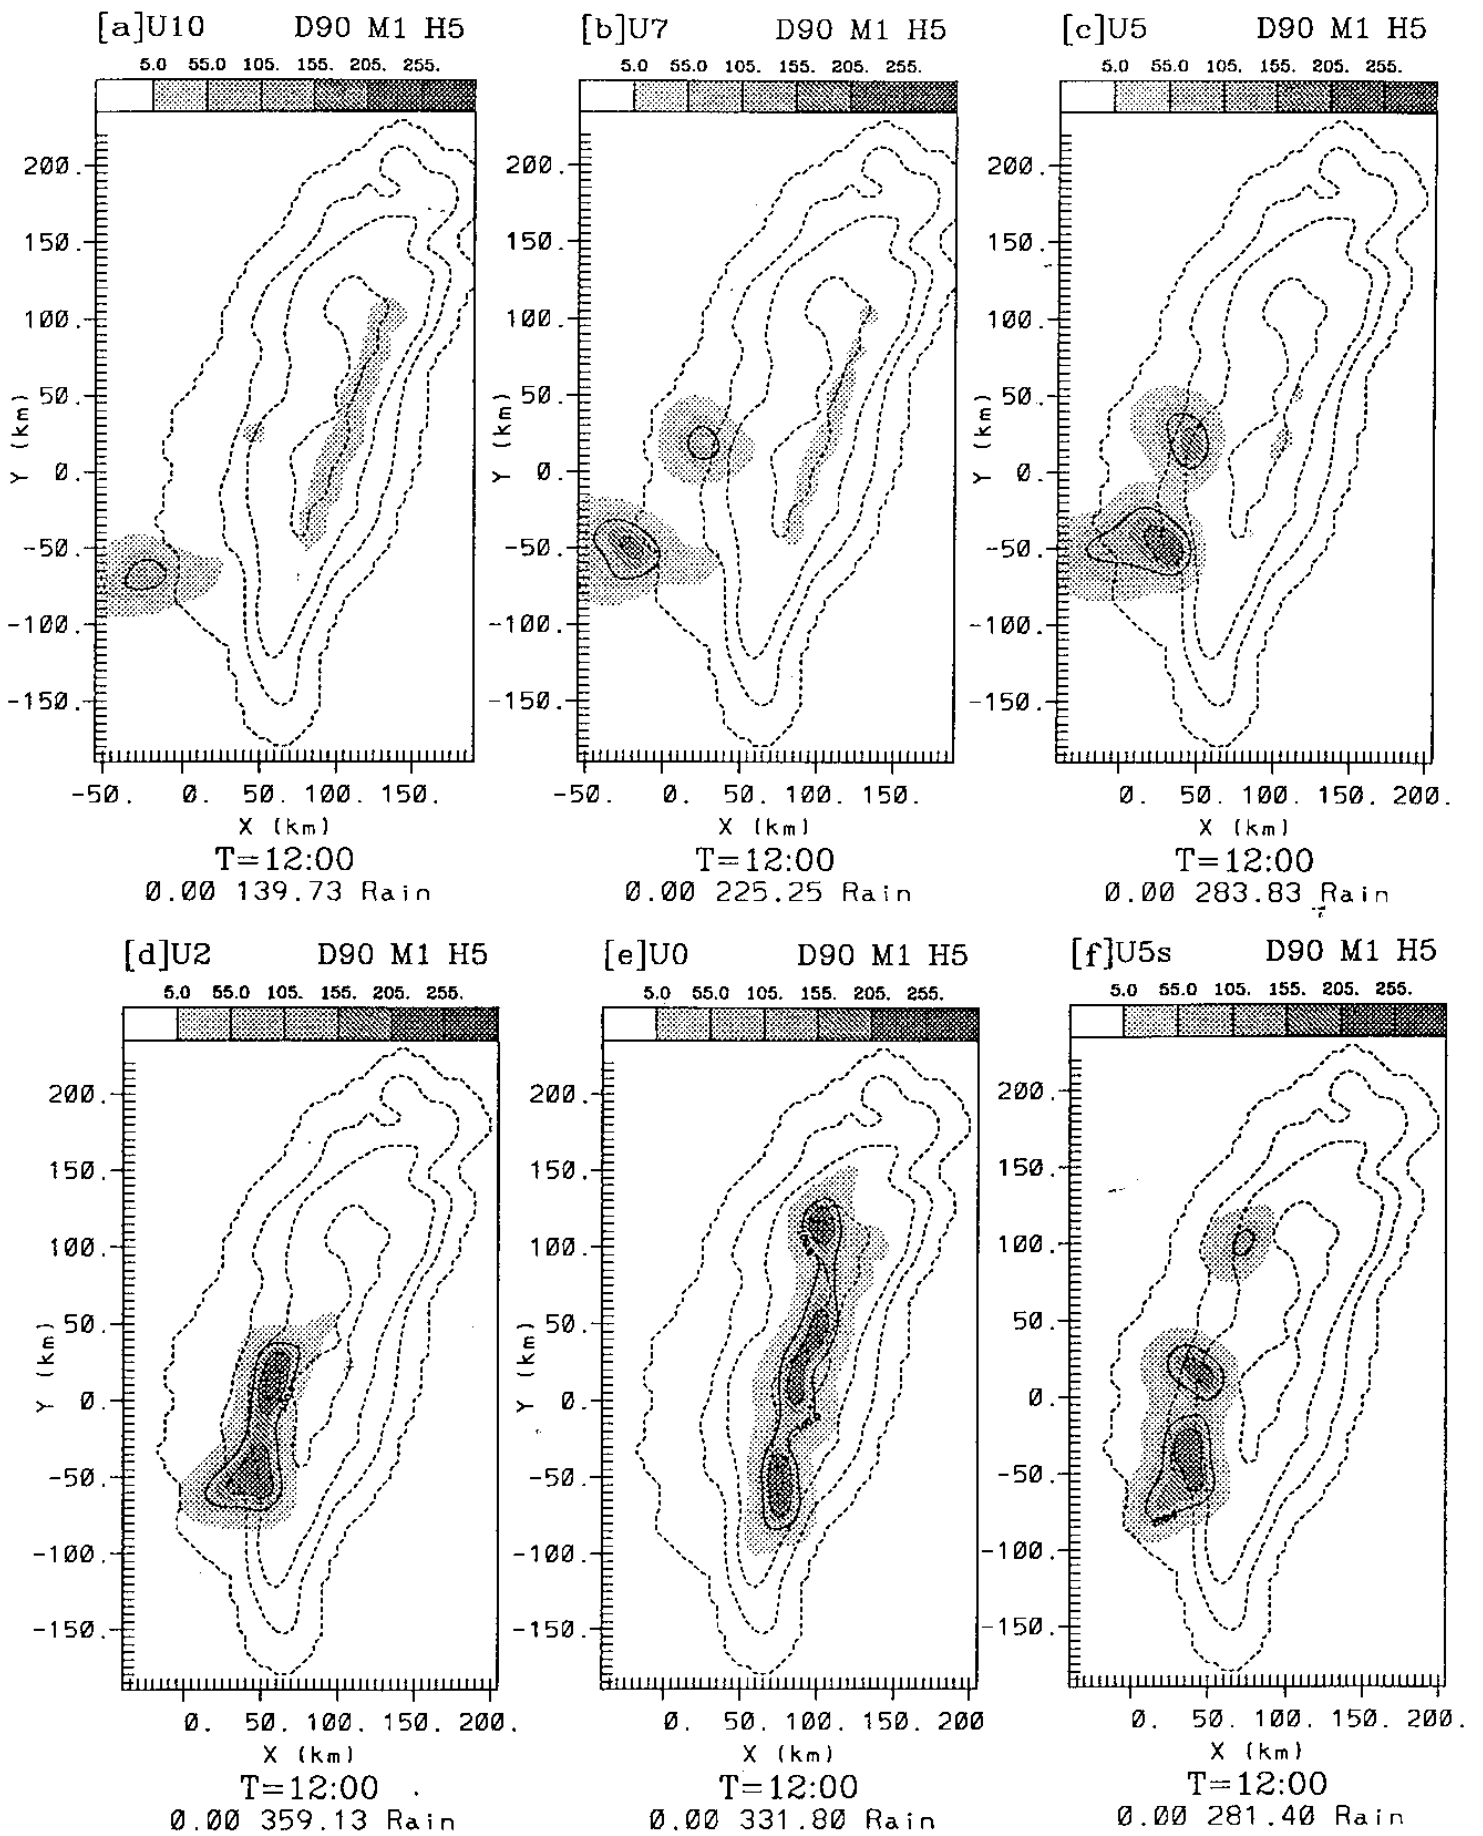 [a]U10 D90 M1 H5
5.0 55.0 105. 155. 205. 255.
200.
150.
100.
50.
0.
-50.
-100.
-150.
Y (km)
-50. 0. 50. 100. 150.
X (km)
T=12:00
0.00 139.73 Rain
[b]U7 D90 M1 H5
5.0 55.0 105. 155. 205. 255.
200.
150.
100.
50.
0.
-50.
-100.
-150.
Y (km)
-50. 0. 50. 100. 150.
X (km)
T=12:00
0.00 225.25 Rain
[c]U5 D90 M1 H5
5.0 55.0 105. 155. 205. 255.
200.
150.
100.
50.
0.
-50.
-100.
-150.
Y (km)
0. 50. 100. 150. 200.
X (km)
T=12:00
0.00 283.83 Rain
[d]U2 D90 M1 H5
5.0 55.0 105. 155. 205. 255.
200.
150.
100.
50.
0.
-50.
-100.
-150.
Y (km)
0. 50. 100. 150. 200.
X (km)
T=12:00
0.00 359.13 Rain
[e]U0 D90 M1 H5
5.0 55.0 105. 155. 205. 255.
200.
150.
100.
50.
0.
-50.
-100.
-150.
Y (km)
0. 50. 100. 150. 200
X (km)
T=12:00
0.00 331.80 Rain
[f]U5s D90 M1 H5
5.0 55.0 105. 155. 205. 255.
200.
150.
100.
50.
0.
-50.
-100.
-150.
0. 50. 100. 150. 200.
X (km)
T=12:00
0.00 281.40 Rain